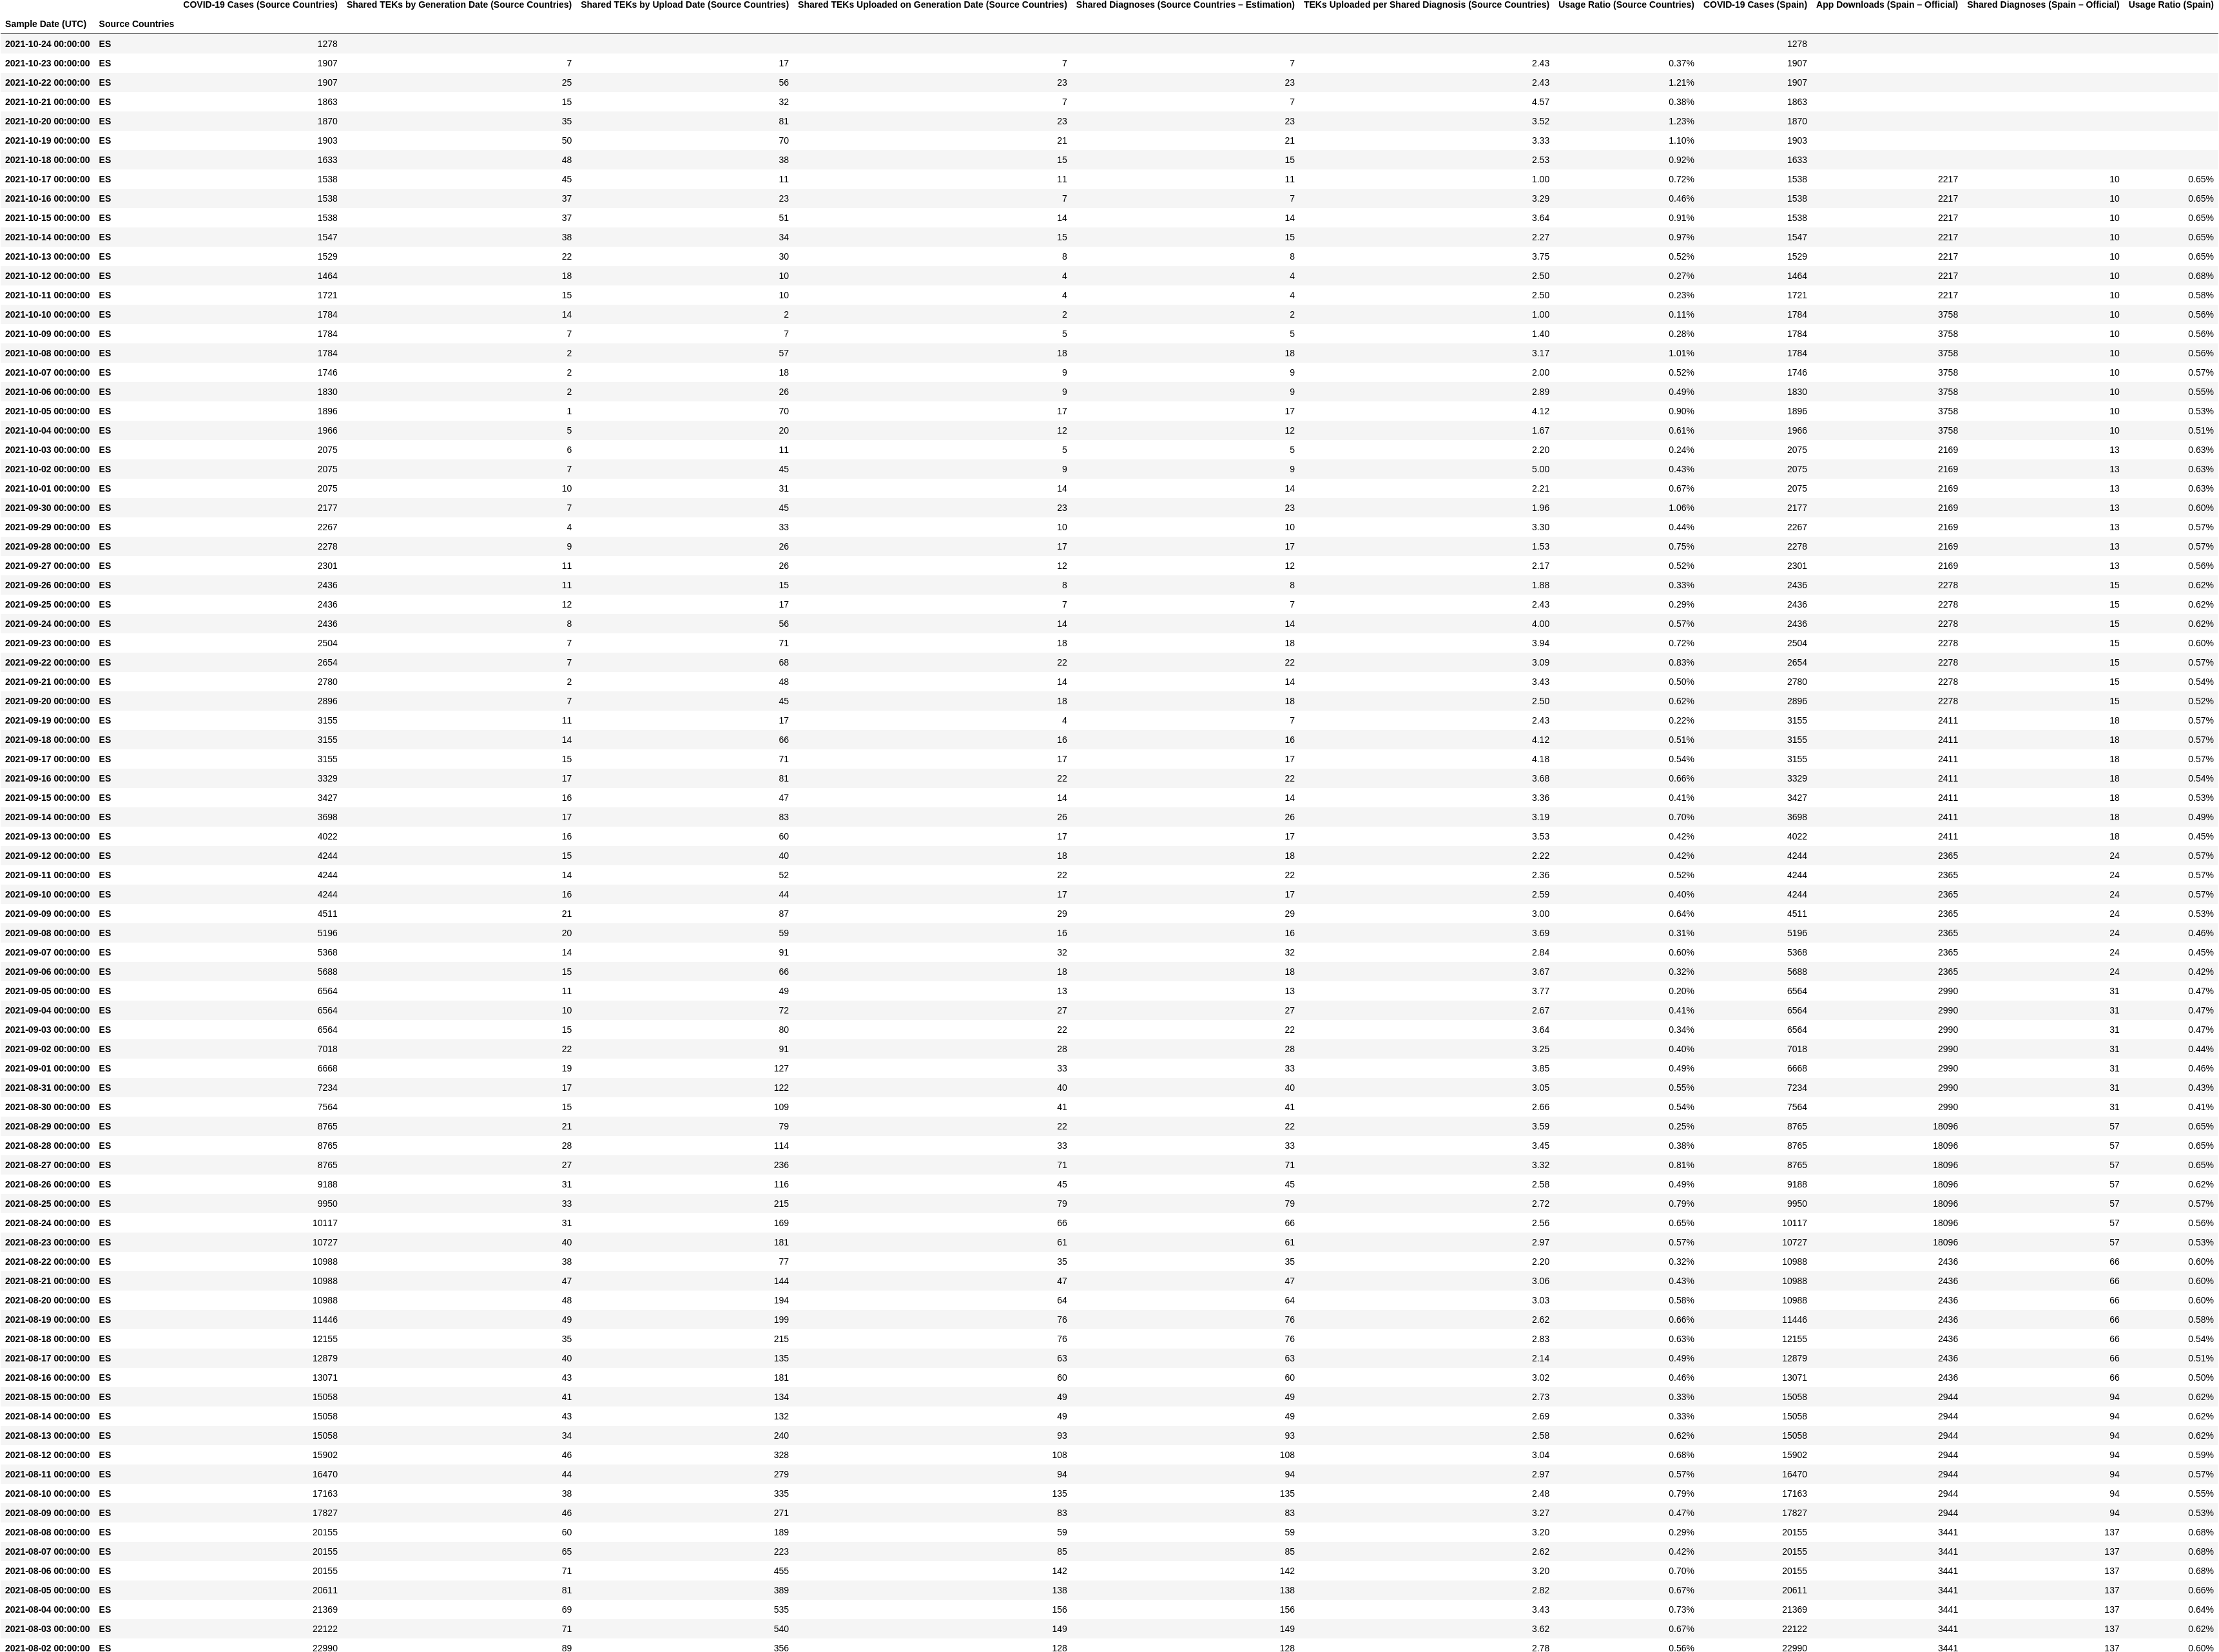 COVID-19 Cases (Source Countries) Shared TEKs by Generation Date (Source Countries) Shared TEKs by Upload Date (Source Countries) Shared TEKs Uploaded on Generation Date (Source Countries) Shared Diagnoses (Source Countries – Estimation) TEKs Uploaded per Shared Diagnosis (Source Countries) Usage Ratio (Source Countries) COVID-19 Cases (Spain) App Downloads (Spain – Official) Shared Diagnoses (Spain – Official) Usage Ratio (Spain)
Sample Date (UTC) Source Countries
2021-10-24 00:00:00 ES 1278 1278
2021-10-23 00:00:00 ES 1907 7 17 7 7 2.43 0.37% 1907
2021-10-22 00:00:00 ES 1907 25 56 23 23 2.43 1.21% 1907
2021-10-21 00:00:00 ES 1863 15 32 7 7 4.57 0.38% 1863
2021-10-20 00:00:00 ES 1870 35 81 23 23 3.52 1.23% 1870
2021-10-19 00:00:00 ES 1903 50 70 21 21 3.33 1.10% 1903
2021-10-18 00:00:00 ES 1633 48 38 15 15 2.53 0.92% 1633
2021-10-17 00:00:00 ES 1538 45 11 11 11 1.00 0.72% 1538 2217 10 0.65%
2021-10-16 00:00:00 ES 1538 37 23 7 7 3.29 0.46% 1538 2217 10 0.65%
2021-10-15 00:00:00 ES 1538 37 51 14 14 3.64 0.91% 1538 2217 10 0.65%
2021-10-14 00:00:00 ES 1547 38 34 15 15 2.27 0.97% 1547 2217 10 0.65%
2021-10-13 00:00:00 ES 1529 22 30 8 8 3.75 0.52% 1529 2217 10 0.65%
2021-10-12 00:00:00 ES 1464 18 10 4 4 2.50 0.27% 1464 2217 10 0.68%
2021-10-11 00:00:00 ES 1721 15 10 4 4 2.50 0.23% 1721 2217 10 0.58%
2021-10-10 00:00:00 ES 1784 14 2 2 2 1.00 0.11% 1784 3758 10 0.56%
2021-10-09 00:00:00 ES 1784 7 7 5 5 1.40 0.28% 1784 3758 10 0.56%
2021-10-08 00:00:00 ES 1784 2 57 18 18 3.17 1.01% 1784 3758 10 0.56%
2021-10-07 00:00:00 ES 1746 2 18 9 9 2.00 0.52% 1746 3758 10 0.57%
2021-10-06 00:00:00 ES 1830 2 26 9 9 2.89 0.49% 1830 3758 10 0.55%
2021-10-05 00:00:00 ES 1896 1 70 17 17 4.12 0.90% 1896 3758 10 0.53%
2021-10-04 00:00:00 ES 1966 5 20 12 12 1.67 0.61% 1966 3758 10 0.51%
2021-10-03 00:00:00 ES 2075 6 11 5 5 2.20 0.24% 2075 2169 13 0.63%
2021-10-02 00:00:00 ES 2075 7 45 9 9 5.00 0.43% 2075 2169 13 0.63%
2021-10-01 00:00:00 ES 2075 10 31 14 14 2.21 0.67% 2075 2169 13 0.63%
2021-09-30 00:00:00 ES 2177 7 45 23 23 1.96 1.06% 2177 2169 13 0.60%
2021-09-29 00:00:00 ES 2267 4 33 10 10 3.30 0.44% 2267 2169 13 0.57%
2021-09-28 00:00:00 ES 2278 9 26 17 17 1.53 0.75% 2278 2169 13 0.57%
2021-09-27 00:00:00 ES 2301 11 26 12 12 2.17 0.52% 2301 2169 13 0.56%
2021-09-26 00:00:00 ES 2436 11 15 8 8 1.88 0.33% 2436 2278 15 0.62%
2021-09-25 00:00:00 ES 2436 12 17 7 7 2.43 0.29% 2436 2278 15 0.62%
2021-09-24 00:00:00 ES 2436 8 56 14 14 4.00 0.57% 2436 2278 15 0.62%
2021-09-23 00:00:00 ES 2504 7 71 18 18 3.94 0.72% 2504 2278 15 0.60%
2021-09-22 00:00:00 ES 2654 7 68 22 22 3.09 0.83% 2654 2278 15 0.57%
2021-09-21 00:00:00 ES 2780 2 48 14 14 3.43 0.50% 2780 2278 15 0.54%
2021-09-20 00:00:00 ES 2896 7 45 18 18 2.50 0.62% 2896 2278 15 0.52%
2021-09-19 00:00:00 ES 3155 11 17 4 7 2.43 0.22% 3155 2411 18 0.57%
2021-09-18 00:00:00 ES 3155 14 66 16 16 4.12 0.51% 3155 2411 18 0.57%
2021-09-17 00:00:00 ES 3155 15 71 17 17 4.18 0.54% 3155 2411 18 0.57%
2021-09-16 00:00:00 ES 3329 17 81 22 22 3.68 0.66% 3329 2411 18 0.54%
2021-09-15 00:00:00 ES 3427 16 47 14 14 3.36 0.41% 3427 2411 18 0.53%
2021-09-14 00:00:00 ES 3698 17 83 26 26 3.19 0.70% 3698 2411 18 0.49%
2021-09-13 00:00:00 ES 4022 16 60 17 17 3.53 0.42% 4022 2411 18 0.45%
2021-09-12 00:00:00 ES 4244 15 40 18 18 2.22 0.42% 4244 2365 24 0.57%
2021-09-11 00:00:00 ES 4244 14 52 22 22 2.36 0.52% 4244 2365 24 0.57%
2021-09-10 00:00:00 ES 4244 16 44 17 17 2.59 0.40% 4244 2365 24 0.57%
2021-09-09 00:00:00 ES 4511 21 87 29 29 3.00 0.64% 4511 2365 24 0.53%
2021-09-08 00:00:00 ES 5196 20 59 16 16 3.69 0.31% 5196 2365 24 0.46%
2021-09-07 00:00:00 ES 5368 14 91 32 32 2.84 0.60% 5368 2365 24 0.45%
2021-09-06 00:00:00 ES 5688 15 66 18 18 3.67 0.32% 5688 2365 24 0.42%
2021-09-05 00:00:00 ES 6564 11 49 13 13 3.77 0.20% 6564 2990 31 0.47%
2021-09-04 00:00:00 ES 6564 10 72 27 27 2.67 0.41% 6564 2990 31 0.47%
2021-09-03 00:00:00 ES 6564 15 80 22 22 3.64 0.34% 6564 2990 31 0.47%
2021-09-02 00:00:00 ES 7018 22 91 28 28 3.25 0.40% 7018 2990 31 0.44%
2021-09-01 00:00:00 ES 6668 19 127 33 33 3.85 0.49% 6668 2990 31 0.46%
2021-08-31 00:00:00 ES 7234 17 122 40 40 3.05 0.55% 7234 2990 31 0.43%
2021-08-30 00:00:00 ES 7564 15 109 41 41 2.66 0.54% 7564 2990 31 0.41%
2021-08-29 00:00:00 ES 8765 21 79 22 22 3.59 0.25% 8765 18096 57 0.65%
2021-08-28 00:00:00 ES 8765 28 114 33 33 3.45 0.38% 8765 18096 57 0.65%
2021-08-27 00:00:00 ES 8765 27 236 71 71 3.32 0.81% 8765 18096 57 0.65%
2021-08-26 00:00:00 ES 9188 31 116 45 45 2.58 0.49% 9188 18096 57 0.62%
2021-08-25 00:00:00 ES 9950 33 215 79 79 2.72 0.79% 9950 18096 57 0.57%
2021-08-24 00:00:00 ES 10117 31 169 66 66 2.56 0.65% 10117 18096 57 0.56%
2021-08-23 00:00:00 ES 10727 40 181 61 61 2.97 0.57% 10727 18096 57 0.53%
2021-08-22 00:00:00 ES 10988 38 77 35 35 2.20 0.32% 10988 2436 66 0.60%
2021-08-21 00:00:00 ES 10988 47 144 47 47 3.06 0.43% 10988 2436 66 0.60%
2021-08-20 00:00:00 ES 10988 48 194 64 64 3.03 0.58% 10988 2436 66 0.60%
2021-08-19 00:00:00 ES 11446 49 199 76 76 2.62 0.66% 11446 2436 66 0.58%
2021-08-18 00:00:00 ES 12155 35 215 76 76 2.83 0.63% 12155 2436 66 0.54%
2021-08-17 00:00:00 ES 12879 40 135 63 63 2.14 0.49% 12879 2436 66 0.51%
2021-08-16 00:00:00 ES 13071 43 181 60 60 3.02 0.46% 13071 2436 66 0.50%
2021-08-15 00:00:00 ES 15058 41 134 49 49 2.73 0.33% 15058 2944 94 0.62%
2021-08-14 00:00:00 ES 15058 43 132 49 49 2.69 0.33% 15058 2944 94 0.62%
2021-08-13 00:00:00 ES 15058 34 240 93 93 2.58 0.62% 15058 2944 94 0.62%
2021-08-12 00:00:00 ES 15902 46 328 108 108 3.04 0.68% 15902 2944 94 0.59%
2021-08-11 00:00:00 ES 16470 44 279 94 94 2.97 0.57% 16470 2944 94 0.57%
2021-08-10 00:00:00 ES 17163 38 335 135 135 2.48 0.79% 17163 2944 94 0.55%
2021-08-09 00:00:00 ES 17827 46 271 83 83 3.27 0.47% 17827 2944 94 0.53%
2021-08-08 00:00:00 ES 20155 60 189 59 59 3.20 0.29% 20155 3441 137 0.68%
2021-08-07 00:00:00 ES 20155 65 223 85 85 2.62 0.42% 20155 3441 137 0.68%
2021-08-06 00:00:00 ES 20155 71 455 142 142 3.20 0.70% 20155 3441 137 0.68%
2021-08-05 00:00:00 ES 20611 81 389 138 138 2.82 0.67% 20611 3441 137 0.66%
2021-08-04 00:00:00 ES 21369 69 535 156 156 3.43 0.73% 21369 3441 137 0.64%
2021-08-03 00:00:00 ES 22122 71 540 149 149 3.62 0.67% 22122 3441 137 0.62%
2021-08-02 00:00:00 ES 22990 89 356 128 128 2.78 0.56% 22990 3441 137 0.60%